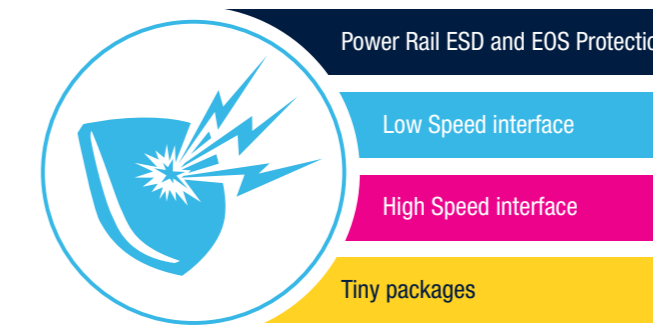 Power Rail ESD and EOS Protectio
Low Speed interface
High Speed interface
Tiny packages